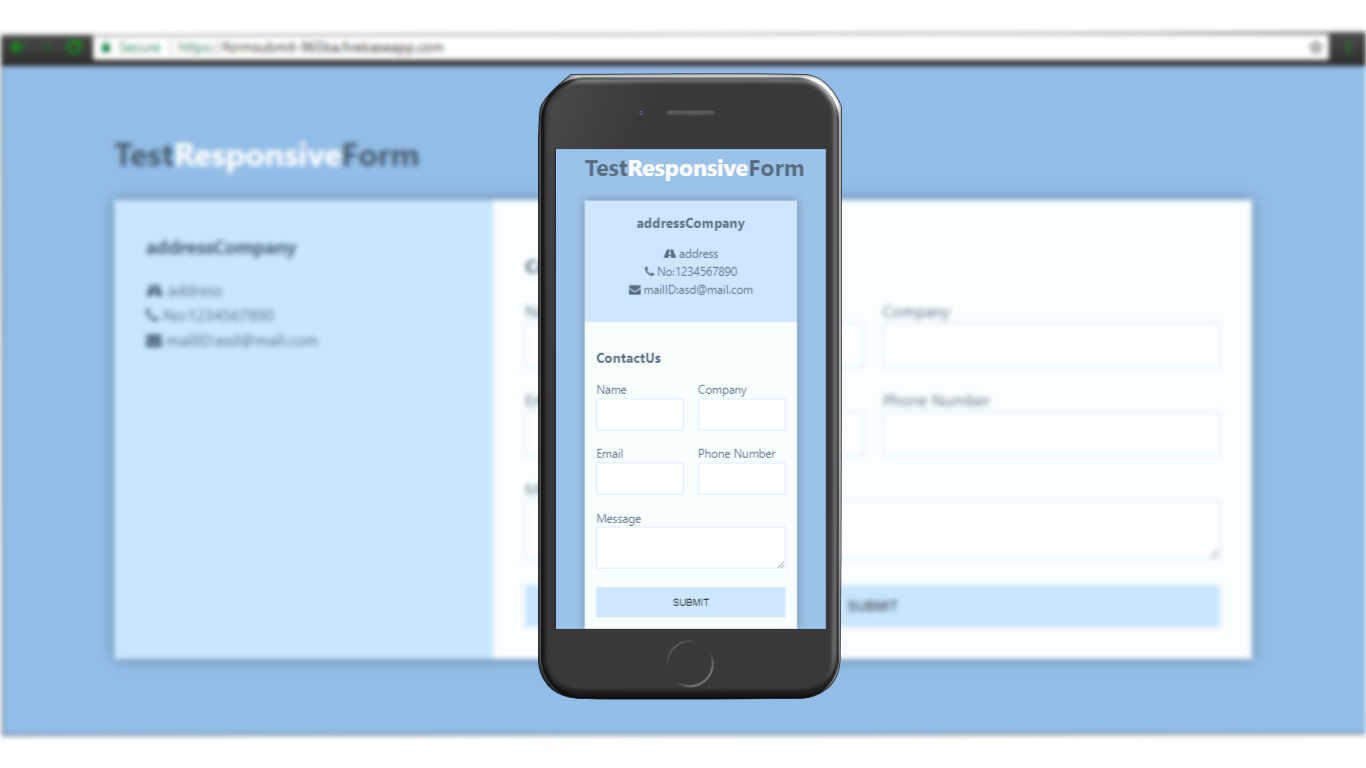 Secure https://formsubmit-960ba.firebaseapp.com
TestResponsiveForm
addressCompany
address
No:1234567890
mailID:asd@mail.com
Company
Phone Number
SUBMIT
TestResponsiveForm
addressCompany
address
No:1234567890
mailID:asd@mail.com
ContactUs
Name Company
Email Phone Number
Message
SUBMIT